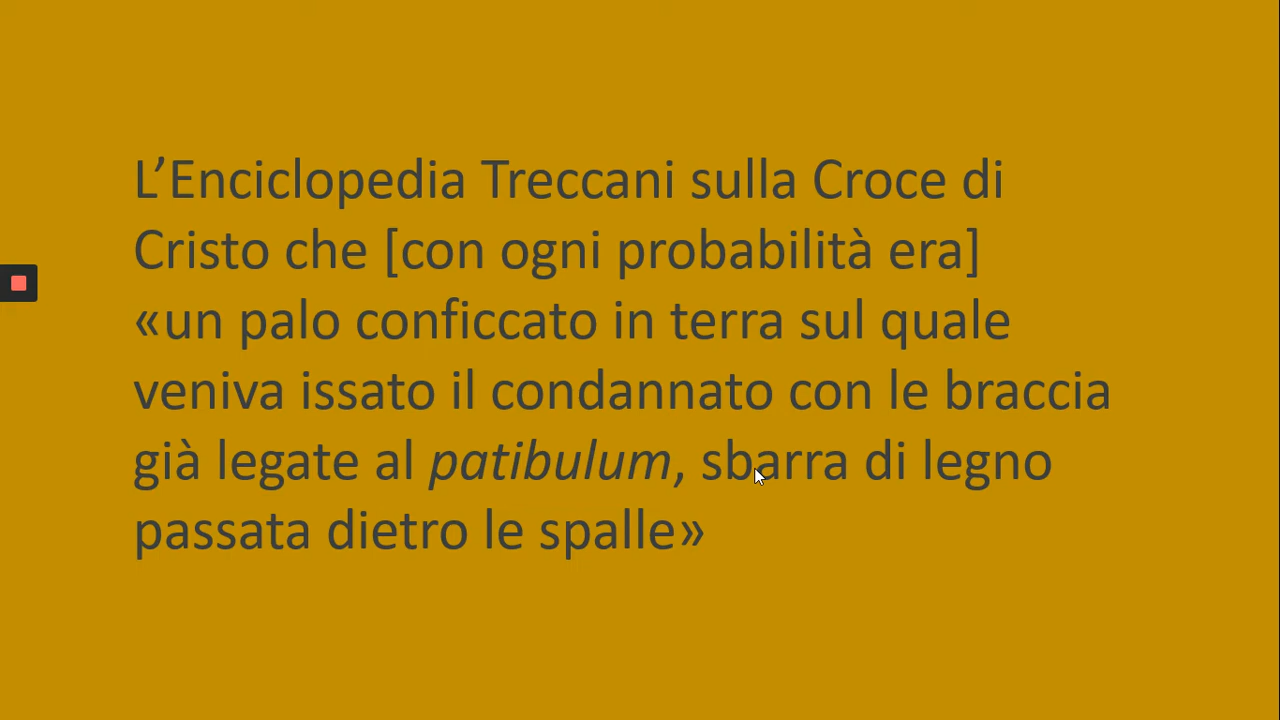 L’Enciclopedia Treccani sulla Croce di
Cristo che [con ogni probabilità era]
«un palo conficcato in terra sul quale
veniva issato il condannato con le braccia
già legate al patibulum, sbarra di legno
passata dietro le spalle»